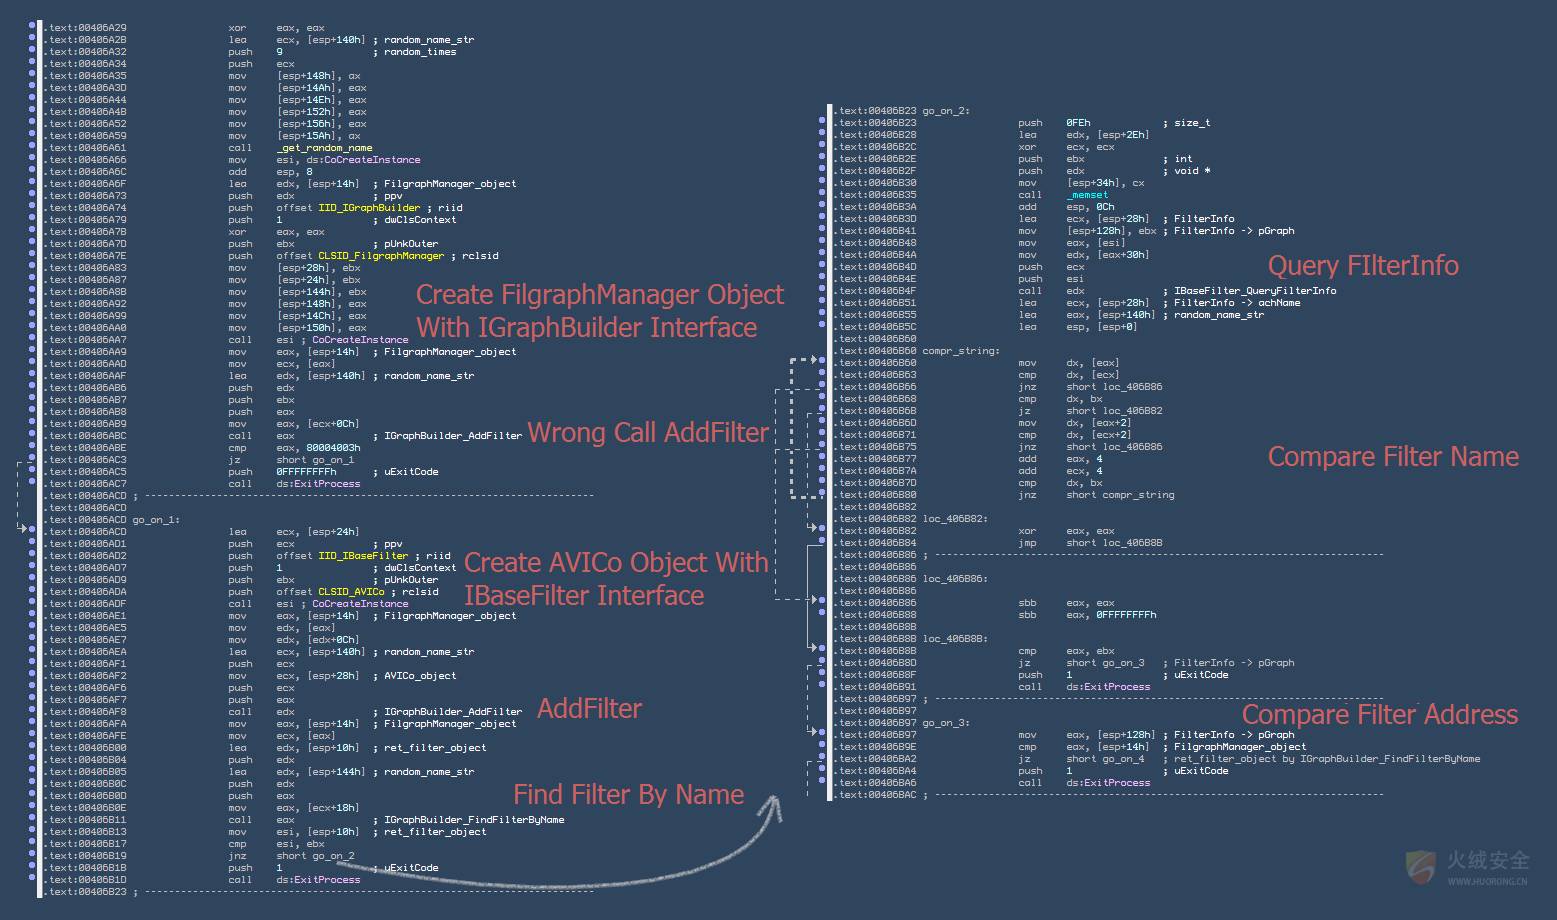 .text:00406A29 xor eax, eax
.text:00406A2B lea ecx, [esp+140h] ; random_name_str
.text:00406A32 push 9 ; random_times
.text:00406A34 push ecx
.text:00406A35 mov [esp+148h], ax
.text:00406A3D mov [esp+14Ah], eax
.text:00406A44 mov [esp+14Eh], eax
.text:00406A4B mov [esp+152h], eax
.text:00406A52 mov [esp+156h], eax
.text:00406A59 mov [esp+15Ah], ax
.text:00406A61 call _get_random_name
.text:00406A66 mov esi, ds:CoCreateInstance
.text:00406A6C add esp, 8
.text:00406A6F lea edx, [esp+14h] ; FilgraphManager_object
.text:00406A73 push edx ; ppv
.text:00406A74 push offset IID_IGraphBuilder ; riid
.text:00406A79 push 1 ; dwClsContext
.text:00406A7B xor eax, eax
.text:00406A7D push ebx ; pUnkOuter
.text:00406A7E push offset CLSID_FilgraphManager ; rclsid
.text:00406A83 mov [esp+28h], ebx
.text:00406A87 mov [esp+24h], ebx
.text:00406A8B mov [esp+144h], ebx
.text:00406A92 mov [esp+148h], eax
.text:00406A99 mov [esp+14Ch], eax
.text:00406AA0 mov [esp+150h], eax
.text:00406AA7 call esi ; CoCreateInstance
Create FilgraphManager Object
With IGraphBuilder Interface
.text:00406AA9 mov eax, [esp+14h] ; FilgraphManager_object
.text:00406AAD mov ecx, [eax]
.text:00406AAF lea edx, [esp+140h] ; random_name_str
.text:00406AB6 push edx
.text:00406AB7 push ebx
.text:00406AB8 push eax
.text:00406AB9 mov eax, [ecx+0Ch]
.text:00406ABC call eax ; IGraphBuilder_AddFilter
Wrong Call AddFilter
.text:00406ABE cmp eax, 80004003h
.text:00406AC3 jz short go_on_1
.text:00406AC5 push 0FFFFFFFFh ; uExitCode
.text:00406AC7 call ds:ExitProcess
.text:00406ACD ; ---------------------------------------------------------------------------
.text:00406ACD
.text:00406ACD go_on_1:
.text:00406ACD lea ecx, [esp+24h]
.text:00406AD1 push ecx ; ppv
.text:00406AD2 push offset IID_IBaseFilter ; riid
.text:00406AD7 push 1 ; dwClsContext
.text:00406AD9 push ebx ; pUnkOuter
.text:00406ADA push offset CLSID_AVICo ; rclsid
.text:00406ADF call esi ; CoCreateInstance
Create AVICo Object With
IBaseFilter Interface
.text:00406AE1 mov eax, [esp+14h] ; FilgraphManager_object
.text:00406AE5 mov edx, [eax]
.text:00406AE7 mov edx, [edx+0Ch]
.text:00406AEA lea ecx, [esp+140h] ; random_name_str
.text:00406AF1 push ecx
.text:00406AF2 mov ecx, [esp+28h] ; AVICo_object
.text:00406AF6 push ecx
.text:00406AF7 push eax
.text:00406AF8 call edx ; IGraphBuilder_AddFilter
AddFilter
.text:00406AFA mov eax, [esp+14h] ; FilgraphManager_object
.text:00406AFE mov ecx, [eax]
.text:00406B00 lea edx, [esp+10h] ; ret_filter_object
.text:00406B04 push edx
.text:00406B05 lea edx, [esp+144h] ; random_name_str
.text:00406B0C push edx
.text:00406B0D push eax
.text:00406B0E mov eax, [ecx+18h]
.text:00406B11 call eax ; IGraphBuilder_FindFilterByName
Find Filter By Name
.text:00406B13 mov esi, [esp+10h] ; ret_filter_object
.text:00406B17 cmp esi, ebx
.text:00406B19 jnz short go_on_2
.text:00406B1B push 1 ; uExitCode
.text:00406B1D call ds:ExitProcess
.text:00406B23 ; ---------------------------------------------------------------------------
.text:00406B23 go_on_2:
.text:00406B23 push 0FEh ; size_t
.text:00406B28 lea edx, [esp+2Eh]
.text:00406B2C xor ecx, ecx
.text:00406B2E push ebx ; int
.text:00406B2F push edx ; void *
.text:00406B30 mov [esp+34h], cx
.text:00406B35 call _memset
.text:00406B3A add esp, 0Ch
.text:00406B3D lea ecx, [esp+28h] ; FilterInfo
.text:00406B41 mov [esp+128h], ebx ; FilterInfo -> pGraph
.text:00406B48 mov eax, [esi]
.text:00406B4A mov edx, [eax+30h]
.text:00406B4D push ecx
.text:00406B4E push esi
.text:00406B4F call edx ; IBaseFilter_QueryFilterInfo
Query FIlterInfo
.text:00406B51 lea ecx, [esp+28h] ; FilterInfo -> achName
.text:00406B55 lea eax, [esp+140h] ; random_name_str
.text:00406B5C lea esp, [esp+0]
.text:00406B60
.text:00406B60 compr_string:
.text:00406B60 mov dx, [eax]
.text:00406B63 cmp dx, [ecx]
.text:00406B66 jnz short loc_406B86
.text:00406B68 cmp dx, bx
.text:00406B6B jz short loc_406B82
.text:00406B6D mov dx, [eax+2]
.text:00406B71 cmp dx, [ecx+2]
.text:00406B75 jnz short loc_406B86
.text:00406B77 add eax, 4
.text:00406B7A add ecx, 4
.text:00406B7D cmp dx, bx
.text:00406B80 jnz short compr_string
Compare Filter Name
.text:00406B82
.text:00406B82 loc_406B82:
.text:00406B82 xor eax, eax
.text:00406B84 jmp short loc_406B8B
.text:00406B86 ; ---------------------------------------------------------------------------
.text:00406B86
.text:00406B86 loc_406B86:
.text:00406B86
.text:00406B86 sbb eax, eax
.text:00406B88 sbb eax, 0FFFFFFFFh
.text:00406B8B
.text:00406B8B loc_406B8B:
.text:00406B8B cmp eax, ebx
.text:00406B8D jz short go_on_3 ; FilterInfo -> pGraph
.text:00406B8F push 1 ; uExitCode
.text:00406B91 call ds:ExitProcess
.text:00406B97 ; ---------------------------------------------------------------------------
.text:00406B97
.text:00406B97 go_on_3:
Compare Filter Address
.text:00406B97 mov eax, [esp+128h] ; FilterInfo -> pGraph
.text:00406B9E cmp eax, [esp+14h] ; FilgraphManager_object
.text:00406BA2 jz short go_on_4 ; ret_filter_object by IGraphBuilder_FindFilterByName
.text:00406BA4 push 1 ; uExitCode
.text:00406BA6 call ds:ExitProcess
.text:00406BAC ; ---------------------------------------------------------------------------
火绒安全
WWW.HUORONG.CN